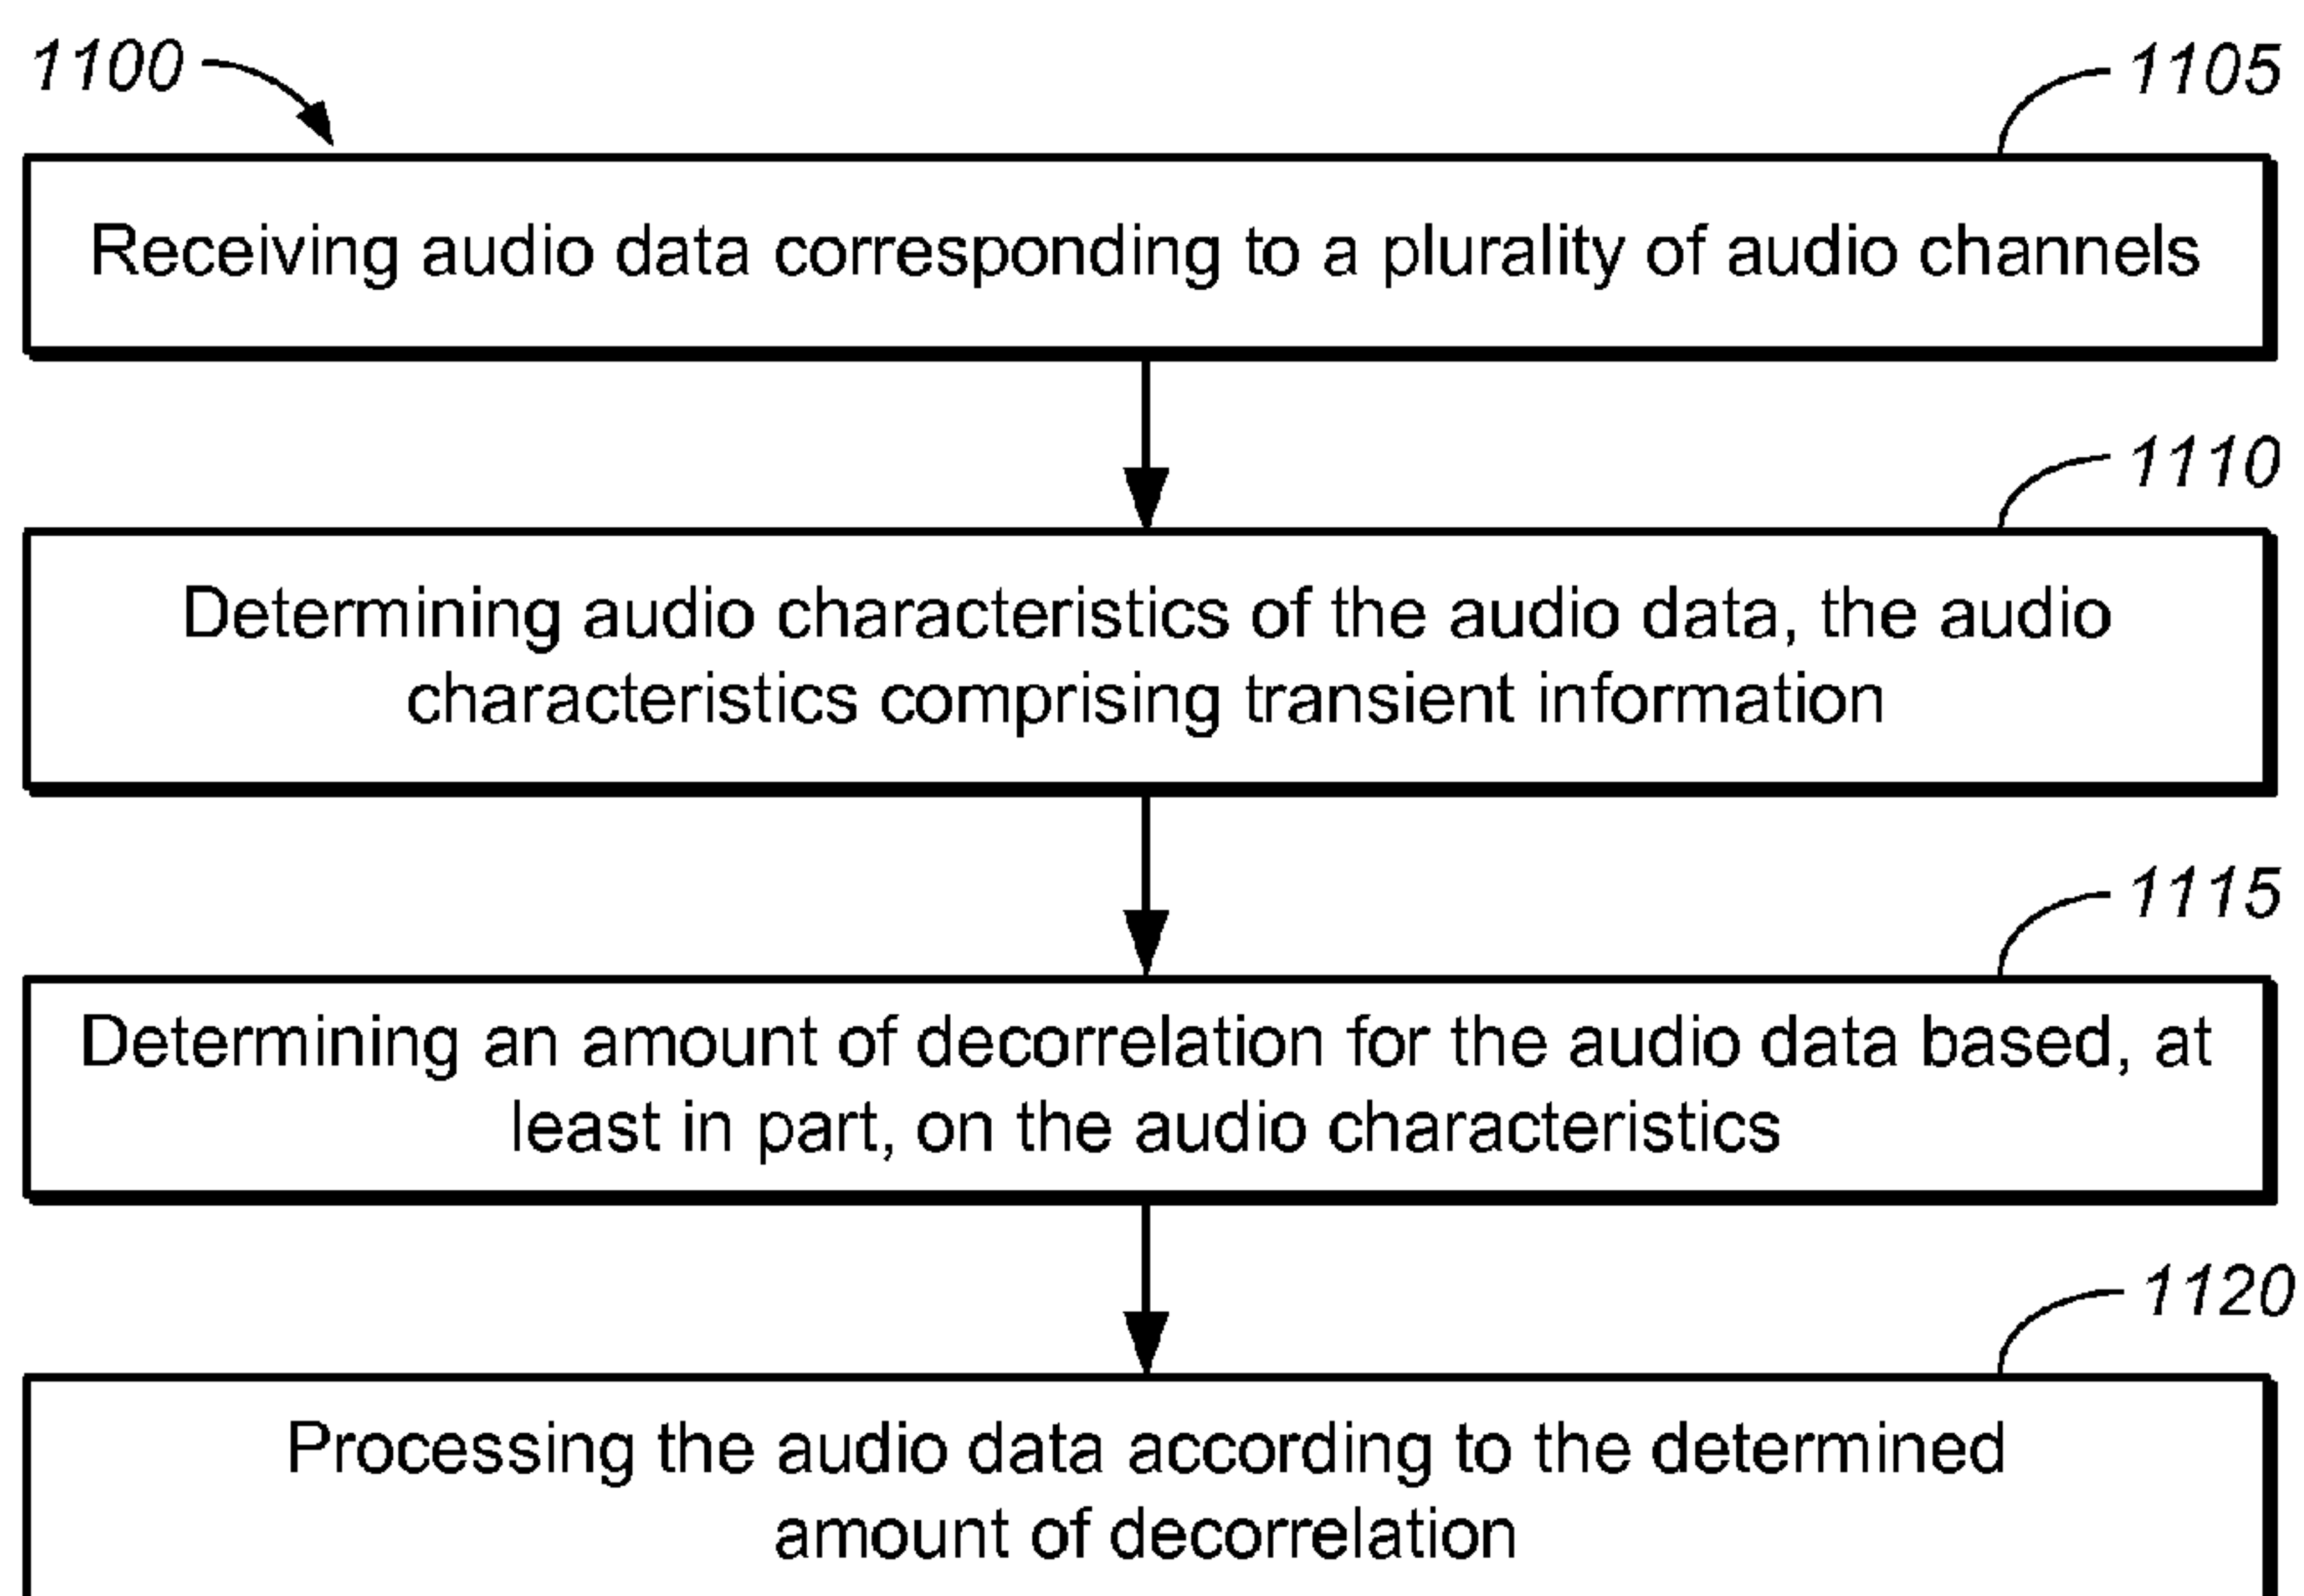 1100
1105
Receiving audio data corresponding to a plurality of audio channels
1110
Determining audio characteristics of the audio data, the audio
characteristics comprising transient information
1115
Determining an amount of decorrelation for the audio data based, at
least in part, on the audio characteristics
1120
Processing the audio data according to the determined
amount of decorrelation